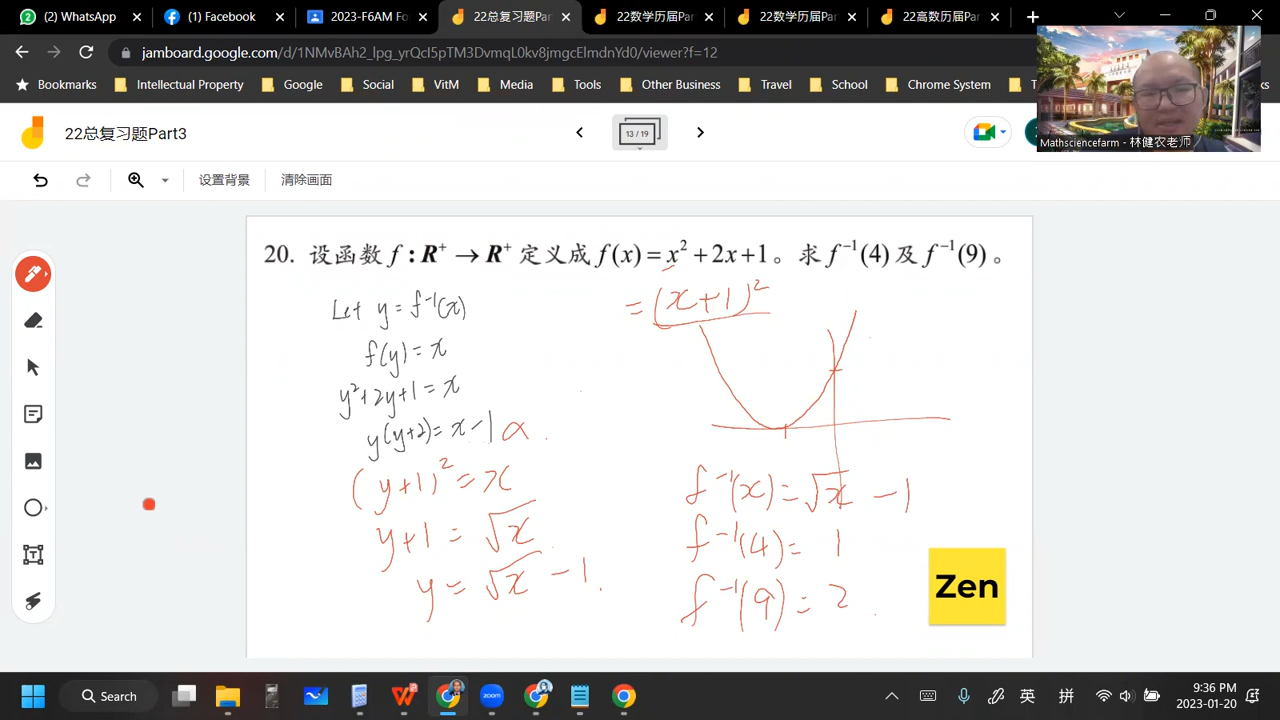 (2) WhatsApp
(1) Facebook
2023-F6AM Fo
22总复习题Part
22数学历届Par
22数学历届Par
22高数历届Par
jamboard.google.com/d/1NMvBAh2_lpg_yrOcI5pTM3DvmqL0kv8jmgcElmdnYd0/viewer?f=12
Bookmarks
Intellectual Property
Google
Social
VitM
Media
Tools
Other Business
Travel
School
Chrome System
Mathsciencefarm - 林健农老师
22总复习题Part3
13 / 19
设置背景
清除画面
20. 设函数 f : R⁺ → R⁺ 定义成 f(x) = x² + 2x + 1。求 f⁻¹(4) 及 f⁻¹(9) 。
= (x+1)²
Let y = f⁻¹(x)
f(y) = x
y²+2y+1 = x
y(y+2) = x-1
(y+1)² = x
y+1 = √x
y = √x - 1
f⁻¹(x) = √x - 1
f⁻¹(4) = 1
f⁻¹(9) = 2
Zen
Search
zoom
英
拼
9:36 PM
2023-01-20